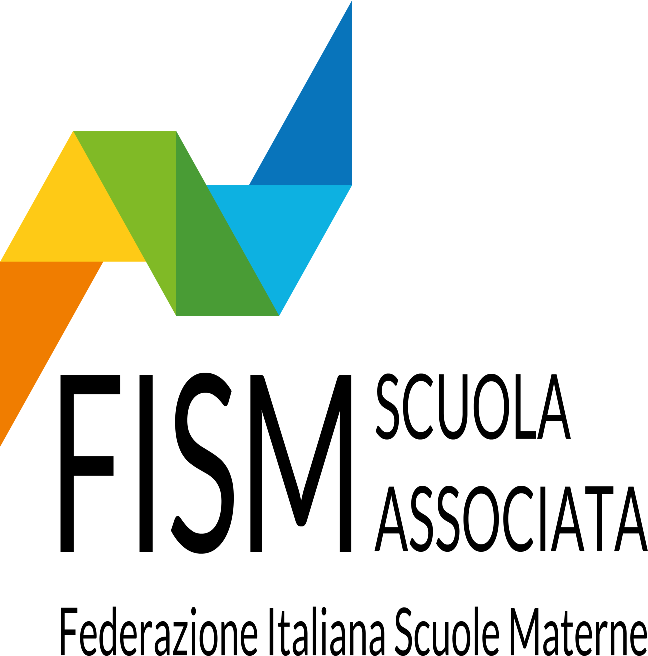 FISM
SCUOLA
ASSOCIATA
Federazione Italiana Scuole Materne